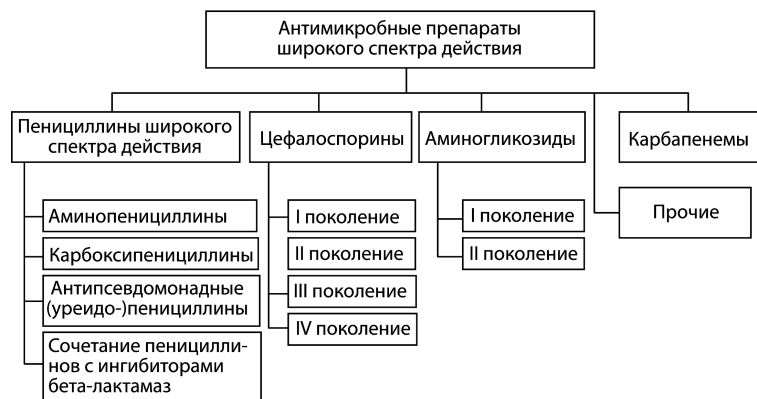 Антимикробные препараты
широкого спектра действия
Пенициллины широкого
спектра действия
Цефалоспорины
Аминогликозиды
Карбапенемы
Прочие
Аминопенициллины
Карбоксипенициллины
Антипсевдомонадные
(уреидо-)пенициллины
Сочетание пеницилли-
нов с ингибиторами
бета-лактамаз
I поколение
II поколение
III поколение
IV поколение
I поколение
II поколение